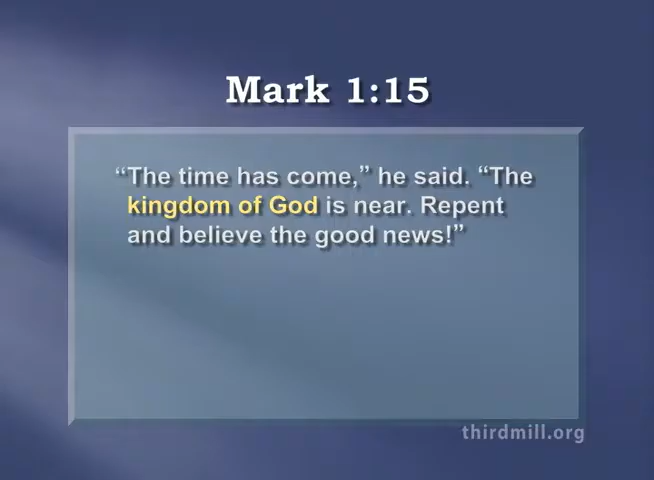 Mark 1:15
“The time has come,” he said. “The
kingdom of God is near. Repent
and believe the good news!”
thirdmill.org